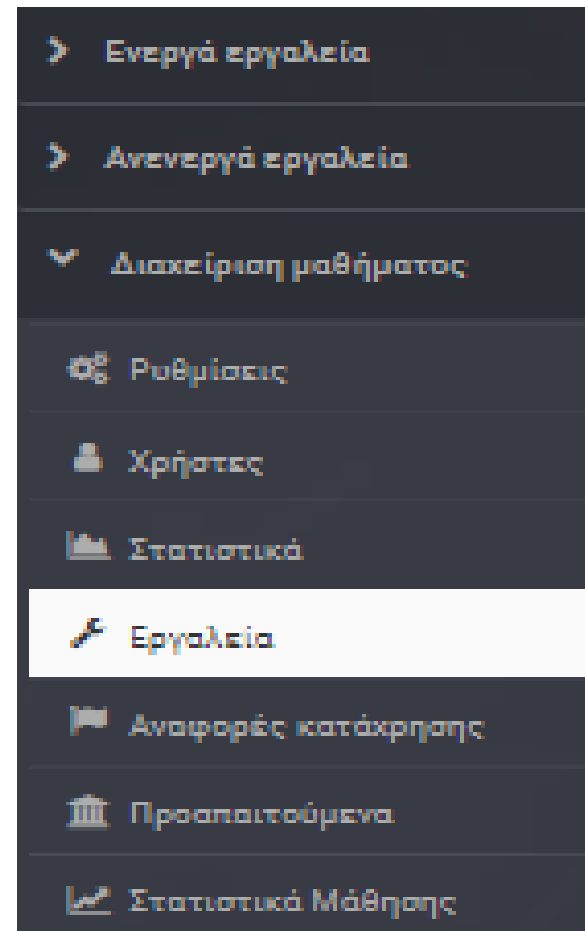 Ενεργά εργαλεία
Ανενεργά εργαλεία
Διαχείριση μαθήματος
Ρυθμίσεις
Χρήστες
Στατιστικά
Εργαλεία
Αναφορές κατάχρησης
Προαπαιτούμενα
Στατιστικά Μάθησης